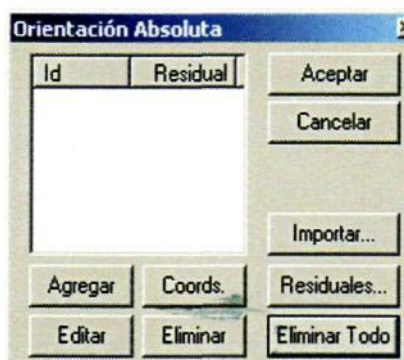 Orientación Absoluta
Id Residual
Aceptar
Cancelar
Importar...
Agregar Coords. Residuales...
Editar Eliminar Eliminar Todo